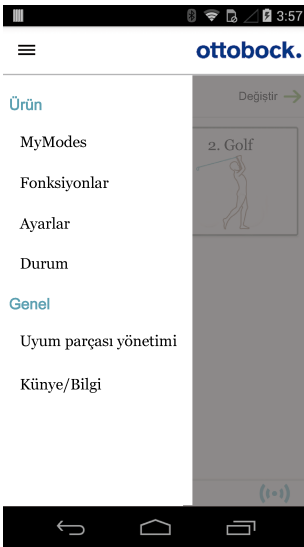 3:57
ottobock.
Ürün
Değiştir
MyModes
2. Golf
Fonksiyonlar
Ayarlar
Durum
Genel
Uyum parçası yönetimi
Künye/Bilgi